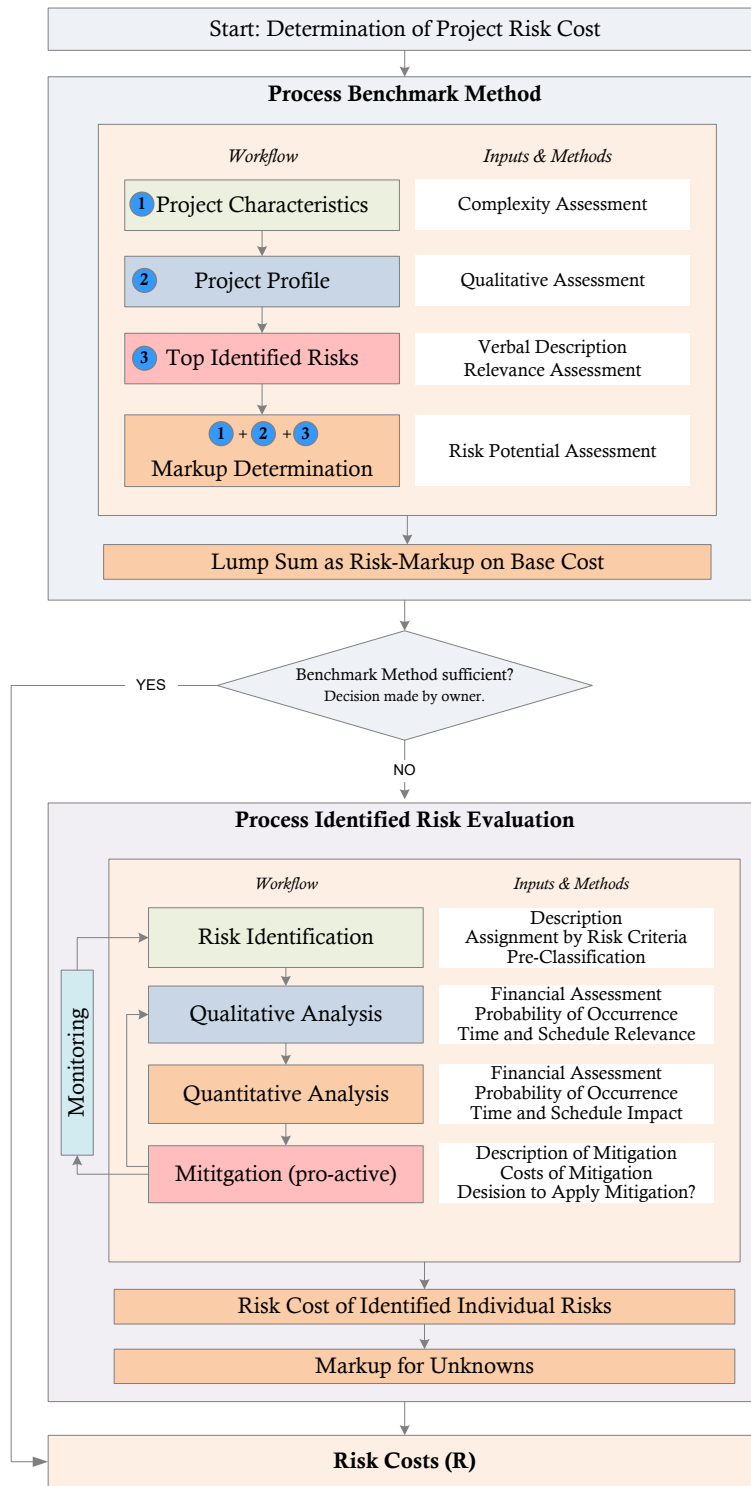 Start: Determination of Project Risk Cost
Process Benchmark Method
Workflow
Inputs & Methods
1 Project Characteristics
Complexity Assessment
2 Project Profile
Qualitative Assessment
3 Top Identified Risks
Verbal Description
Relevance Assessment
1 + 2 + 3
Markup Determination
Risk Potential Assessment
Lump Sum as Risk-Markup on Base Cost
Benchmark Method sufficient?
Decision made by owner.
YES
NO
Process Identified Risk Evaluation
Workflow
Inputs & Methods
Risk Identification
Description
Assignment by Risk Criteria
Pre-Classification
Monitoring
Qualitative Analysis
Financial Assessment
Probability of Occurrence
Time and Schedule Relevance
Quantitative Analysis
Financial Assessment
Probability of Occurrence
Time and Schedule Impact
Mititgation (pro-active)
Description of Mitigation
Costs of Mitigation
Desision to Apply Mitigation?
Risk Cost of Identified Individual Risks
Markup for Unknowns
Risk Costs (R)